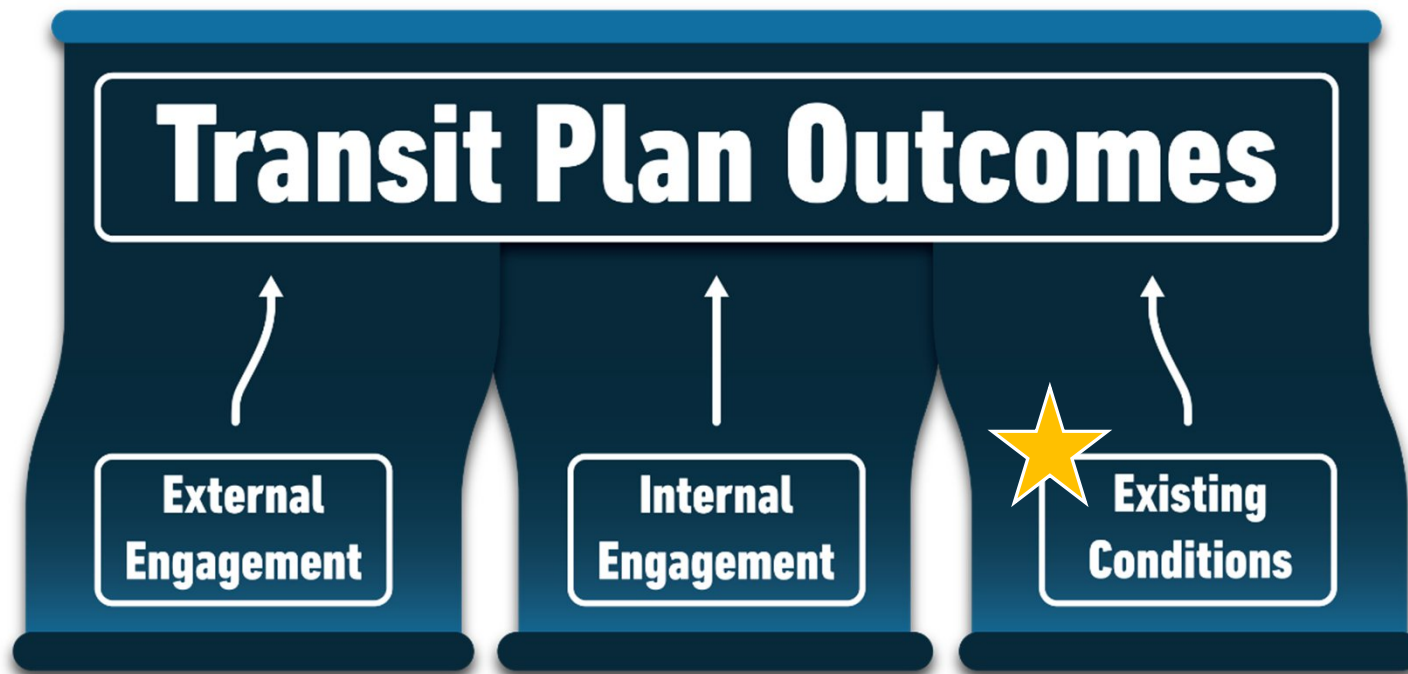 Transit Plan Outcomes
External
Engagement
Internal
Engagement
Existing
Conditions